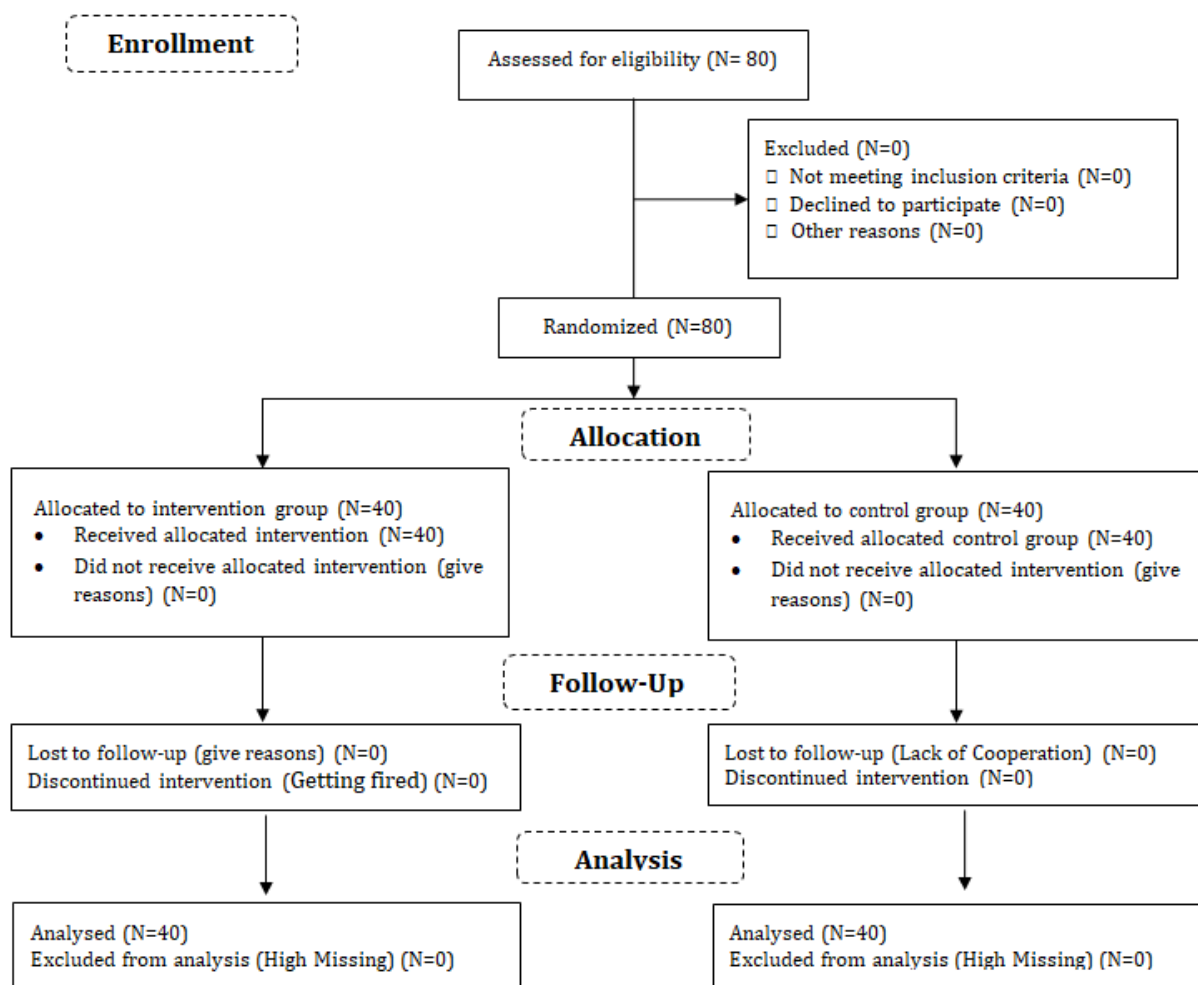 Enrollment
Assessed for eligibility (N= 80)
Excluded (N=0)
□ Not meeting inclusion criteria (N=0)
□ Declined to participate (N=0)
□ Other reasons (N=0)
Randomized (N=80)
Allocation
Allocated to intervention group (N=40)
• Received allocated intervention (N=40)
• Did not receive allocated intervention (give
reasons) (N=0)
Allocated to control group (N=40)
• Received allocated control group (N=40)
• Did not receive allocated intervention (give
reasons) (N=0)
Follow-Up
Lost to follow-up (give reasons) (N=0)
Discontinued intervention (Getting fired) (N=0)
Lost to follow-up (Lack of Cooperation) (N=0)
Discontinued intervention (N=0)
Analysis
Analysed (N=40)
Excluded from analysis (High Missing) (N=0)
Analysed (N=40)
Excluded from analysis (High Missing) (N=0)